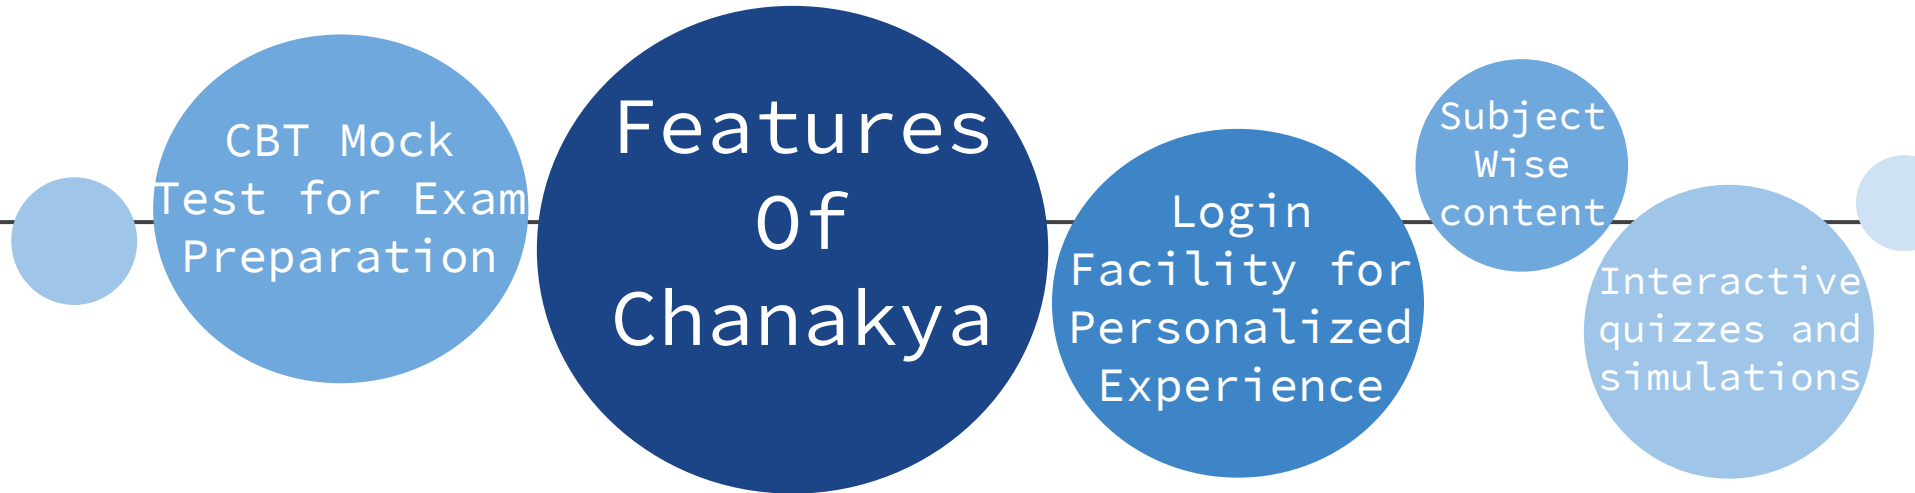 CBT Mock
Test for Exam
Preparation
Features
Of
Chanakya
Login
Facility for
Personalized
Experience
Subject
Wise
content
Interactive
quizzes and
simulations